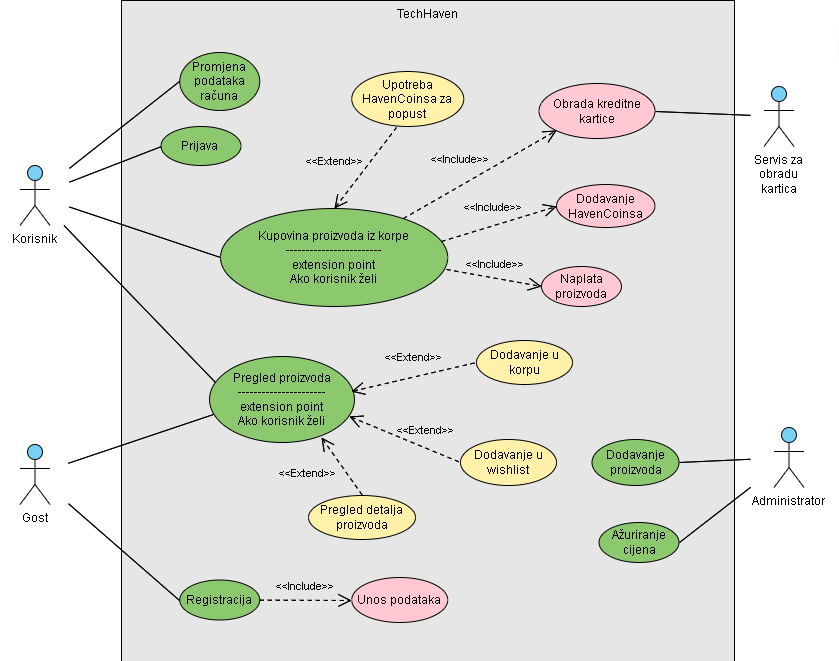 TechHaven
Promjena
podataka
računa
Prijava
Upotreba
HavenCoinsa za
popust
Obrada kreditne
kartice
Servis za
obradu
kartica
<<Extend>>
<<Include>>
Dodavanje
HavenCoinsa
<<Include>>
Korisnik
Kupovina proizvoda iz korpe
------------------------
extension point
Ako korisnik želi
<<Include>>
Naplata
proizvoda
Pregled proizvoda
----------------------
extension point
Ako korisnik želi
<<Extend>>
Dodavanje u
korpu
<<Extend>>
Dodavanje u
wishlist
<<Extend>>
Pregled detalja
proizvoda
Dodavanje
proizvoda
Administrator
Gost
Ažuriranje
cijena
Registracija
<<Include>>
Unos podataka